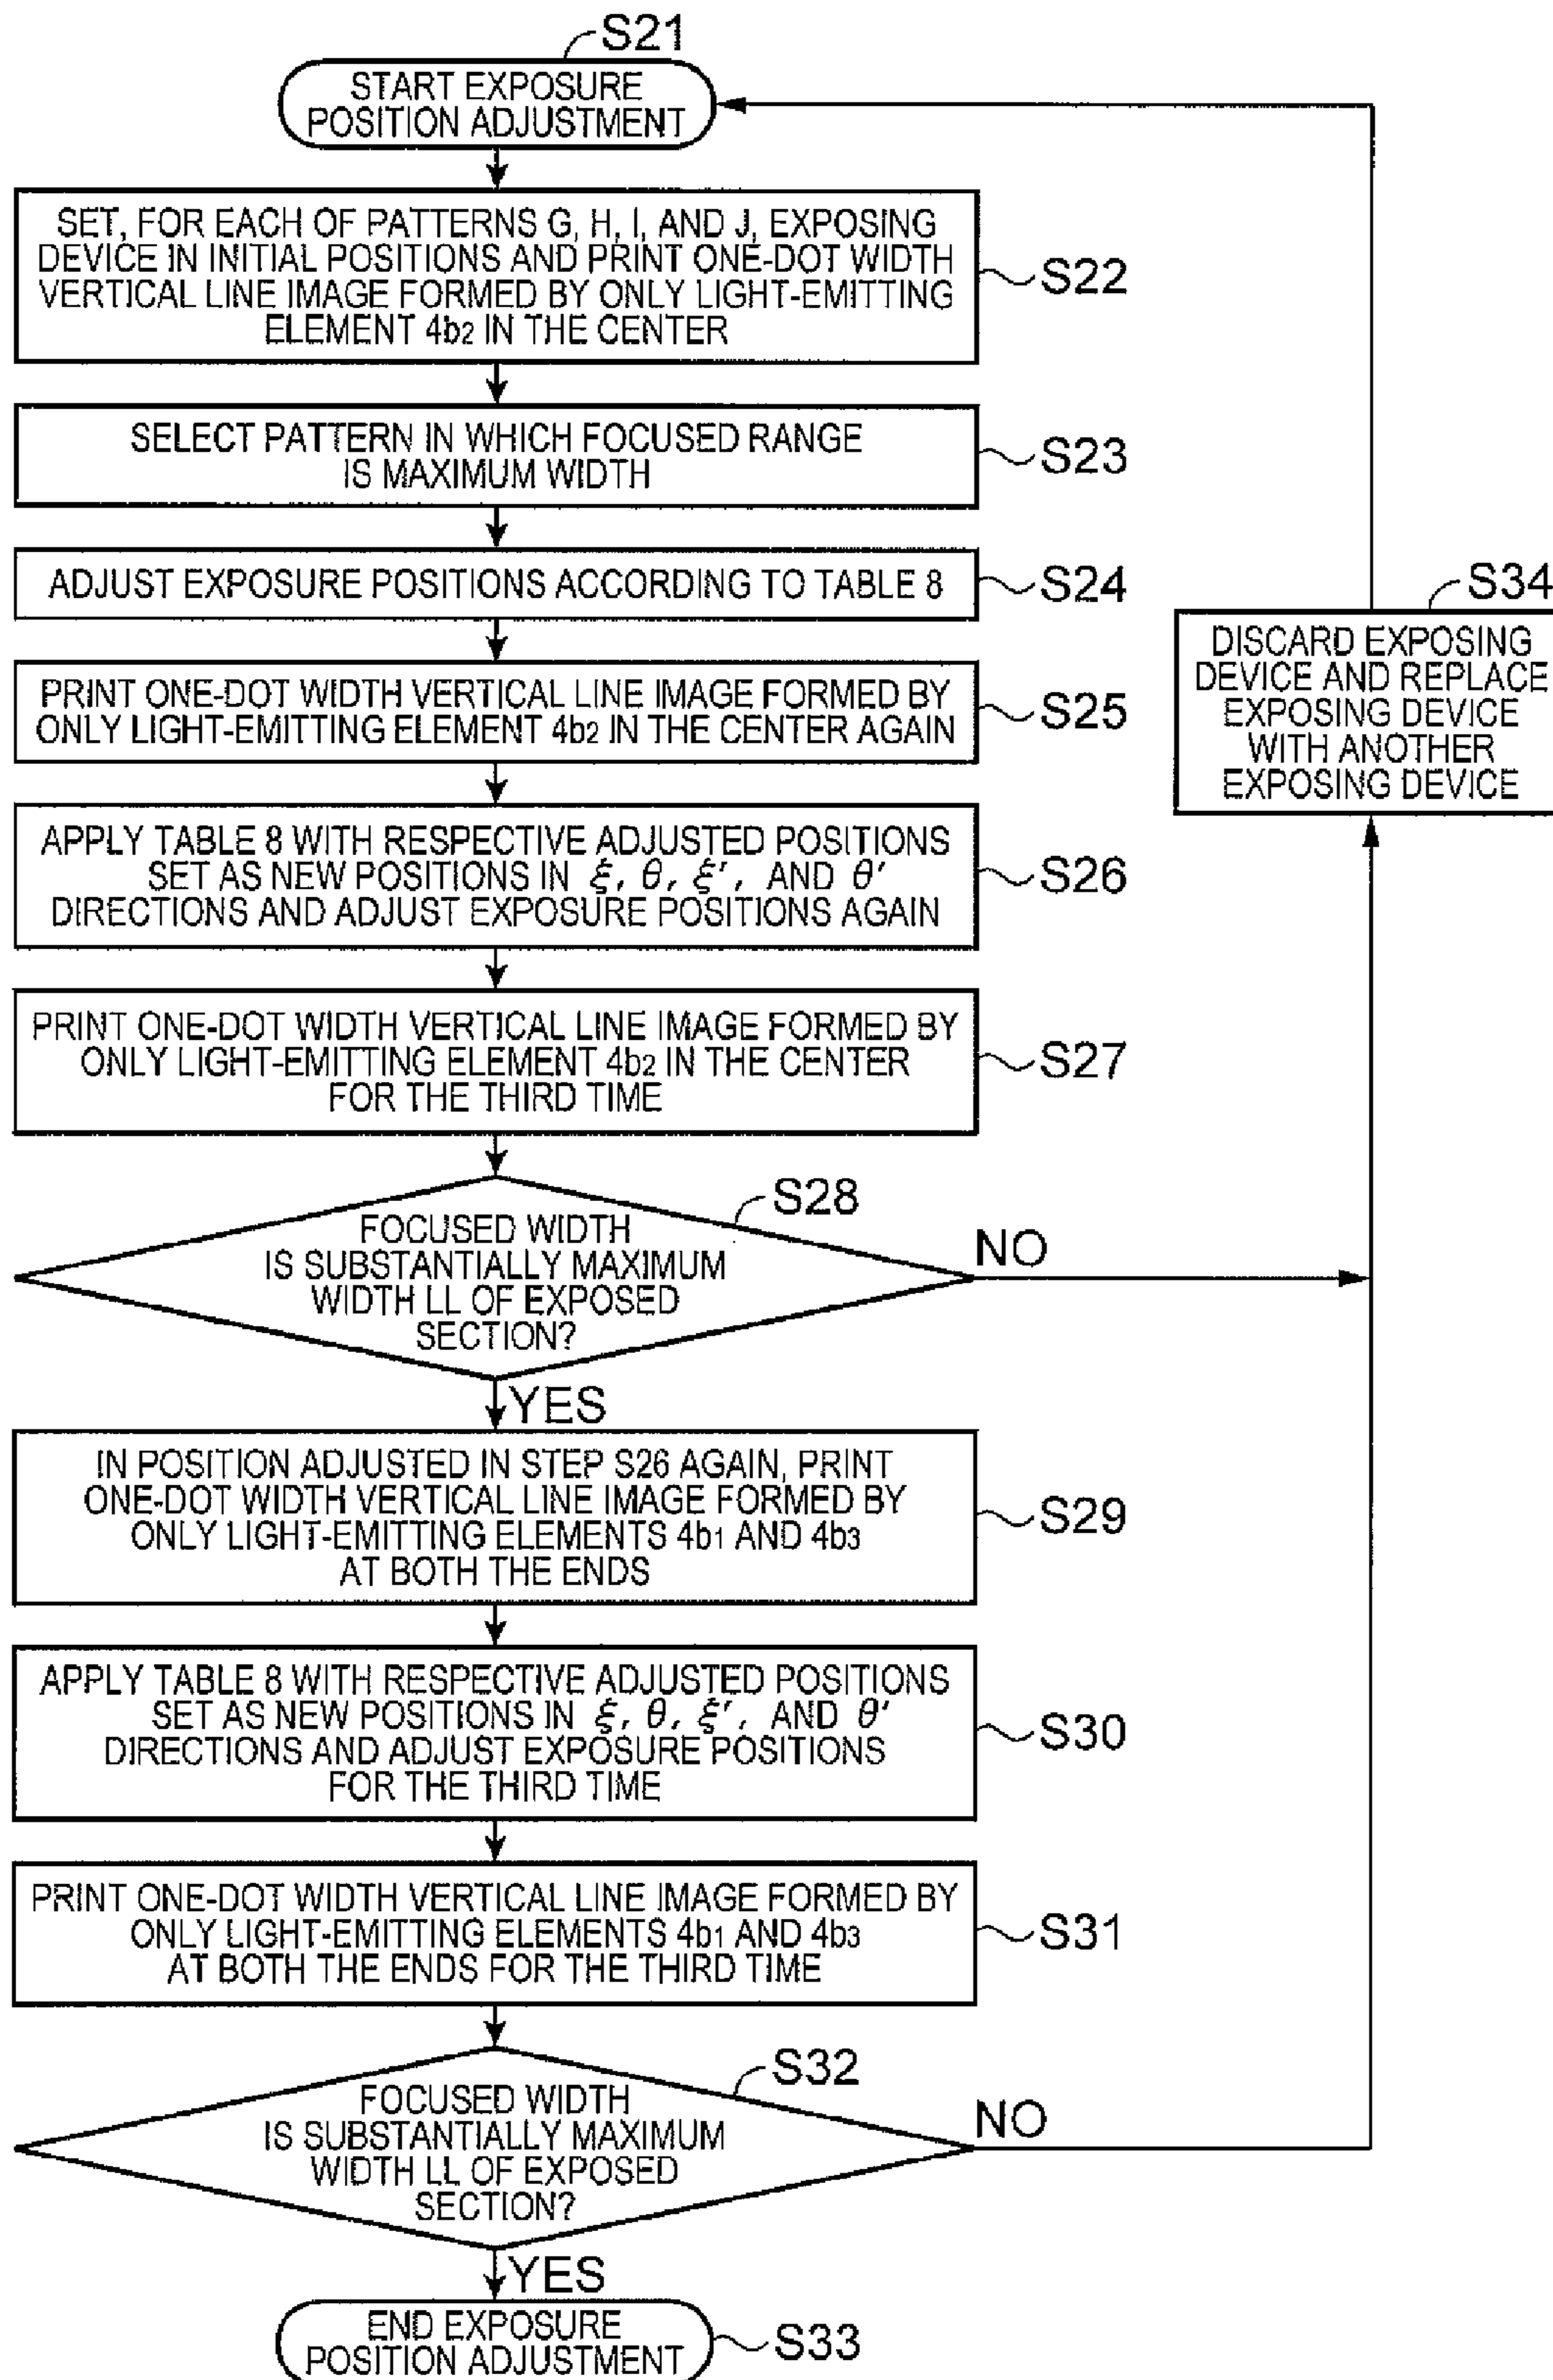 S21
START EXPOSURE
POSITION ADJUSTMENT
SET, FOR EACH OF PATTERNS G, H, I, AND J, EXPOSING
DEVICE IN INITIAL POSITIONS AND PRINT ONE-DOT WIDTH
VERTICAL LINE IMAGE FORMED BY ONLY LIGHT-EMITTING
ELEMENT 4b2 IN THE CENTER
S22
SELECT PATTERN IN WHICH FOCUSED RANGE
IS MAXIMUM WIDTH
S23
ADJUST EXPOSURE POSITIONS ACCORDING TO TABLE 8
S24
PRINT ONE-DOT WIDTH VERTICAL LINE IMAGE FORMED BY
ONLY LIGHT-EMITTING ELEMENT 4b2 IN THE CENTER AGAIN
S25
APPLY TABLE 8 WITH RESPECTIVE ADJUSTED POSITIONS
SET AS NEW POSITIONS IN ξ, θ, ξ', AND θ'
DIRECTIONS AND ADJUST EXPOSURE POSITIONS AGAIN
S26
PRINT ONE-DOT WIDTH VERTICAL LINE IMAGE FORMED BY
ONLY LIGHT-EMITTING ELEMENT 4b2 IN THE CENTER
FOR THE THIRD TIME
S27
S28
FOCUSED WIDTH
IS SUBSTANTIALLY MAXIMUM
WIDTH LL OF EXPOSED
SECTION?
NO
YES
IN POSITION ADJUSTED IN STEP S26 AGAIN, PRINT
ONE-DOT WIDTH VERTICAL LINE IMAGE FORMED BY
ONLY LIGHT-EMITTING ELEMENTS 4b1 AND 4b3
AT BOTH THE ENDS
S29
APPLY TABLE 8 WITH RESPECTIVE ADJUSTED POSITIONS
SET AS NEW POSITIONS IN ξ, θ, ξ', AND θ'
DIRECTIONS AND ADJUST EXPOSURE POSITIONS
FOR THE THIRD TIME
S30
PRINT ONE-DOT WIDTH VERTICAL LINE IMAGE FORMED BY
ONLY LIGHT-EMITTING ELEMENTS 4b1 AND 4b3
AT BOTH THE ENDS FOR THE THIRD TIME
S31
S32
FOCUSED WIDTH
IS SUBSTANTIALLY MAXIMUM
WIDTH LL OF EXPOSED
SECTION?
NO
YES
END EXPOSURE
POSITION ADJUSTMENT
S33
S34
DISCARD EXPOSING
DEVICE AND REPLACE
EXPOSING DEVICE
WITH ANOTHER
EXPOSING DEVICE